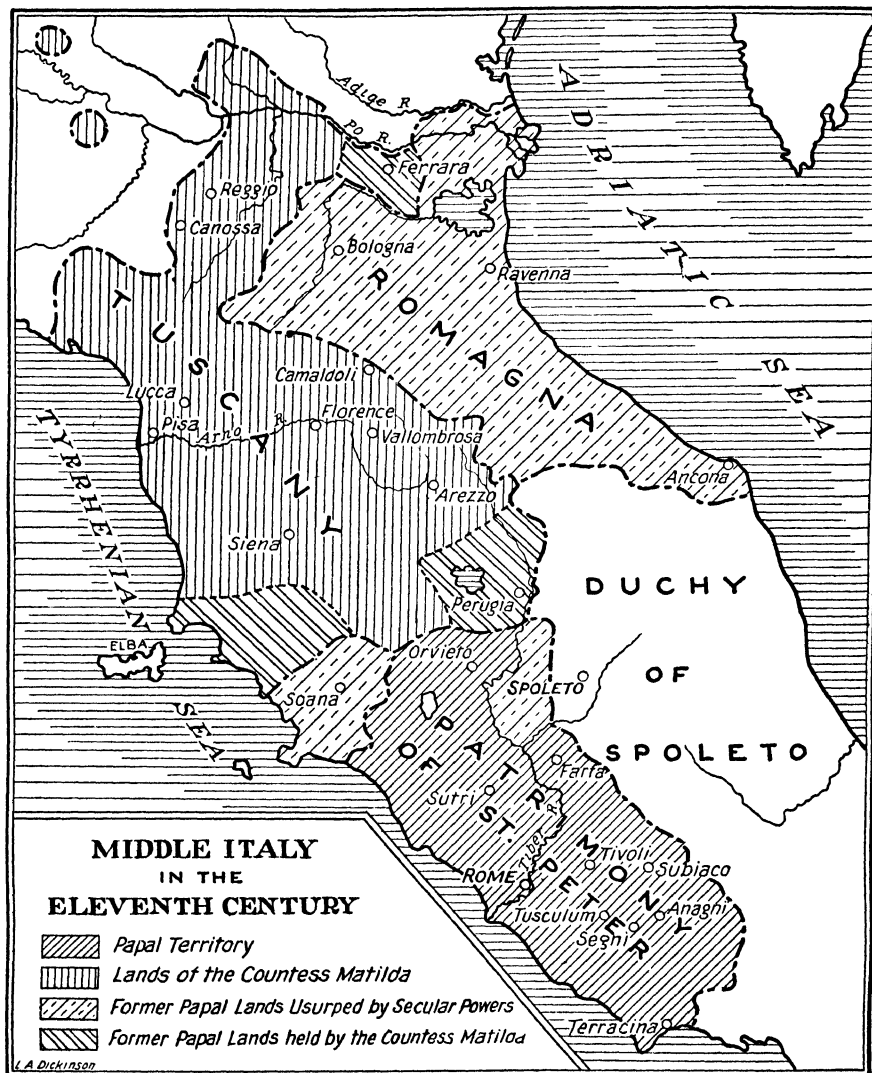 Adige R.
Po R.
ADRIATIC SEA
Ferrara
Reggio
Canossa
Bologna
Ravenna
ROMAGNA
TUSCANY
Camaldoli
Lucca
Florence
Pisa
Arno R.
Vallombrosa
Ancona
Arezzo
TYRRHENIAN SEA
Siena
DUCHY OF SPOLETO
Perugia
ELBA
Orvieto
SPOLETO
Soana
PATRIMONY OF ST. PETER
Farfa
Sutri
Tiber R.
Tivoli
Subiaco
ROME
Tusculum
Anaghi
Segni
Terracina
MIDDLE ITALY
IN THE
ELEVENTH CENTURY
Papal Territory
Lands of the Countess Matilda
Former Papal Lands Usurped by Secular Powers
Former Papal Lands held by the Countess Matilda
L A Dickinson